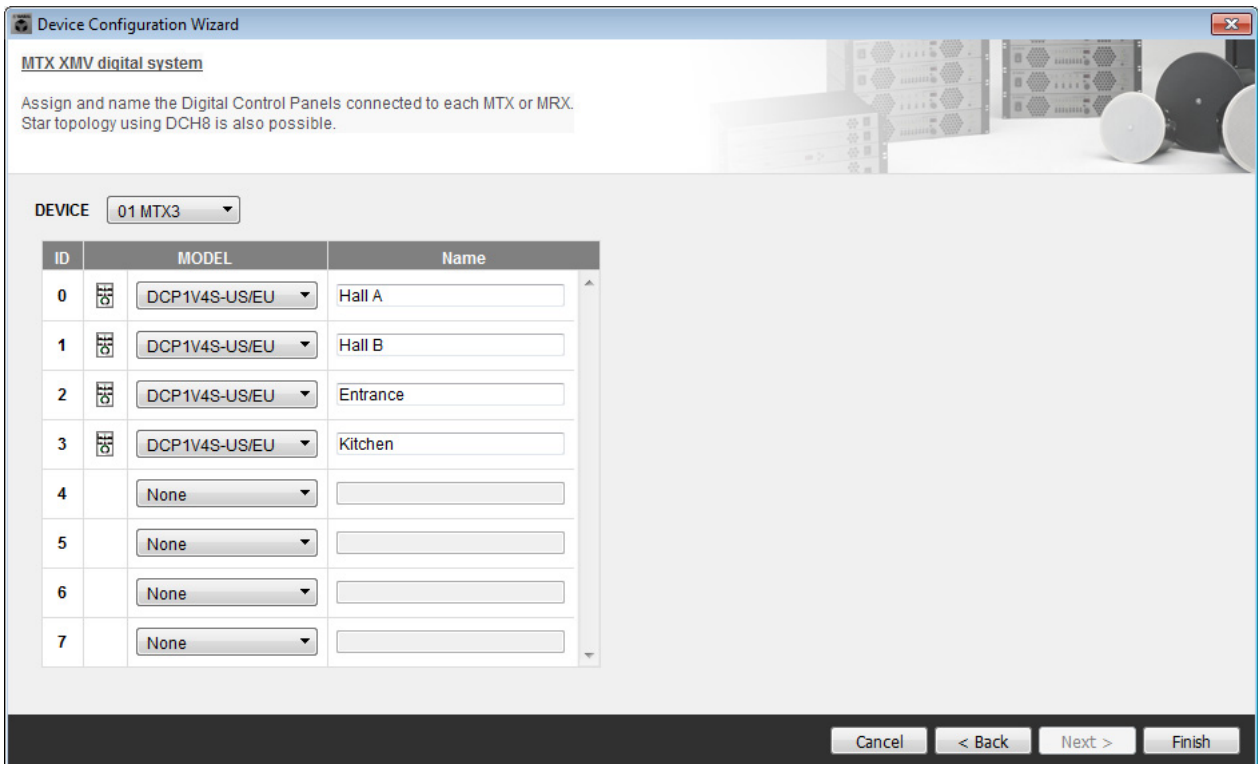 Device Configuration Wizard
MTX XMV digital system
Assign and name the Digital Control Panels connected to each MTX or MRX.
Star topology using DCH8 is also possible.
DEVICE 01 MTX3
ID MODEL Name
0 DCP1V4S-US/EU Hall A
1 DCP1V4S-US/EU Hall B
2 DCP1V4S-US/EU Entrance
3 DCP1V4S-US/EU Kitchen
4 None
5 None
6 None
7 None
Cancel < Back Next > Finish